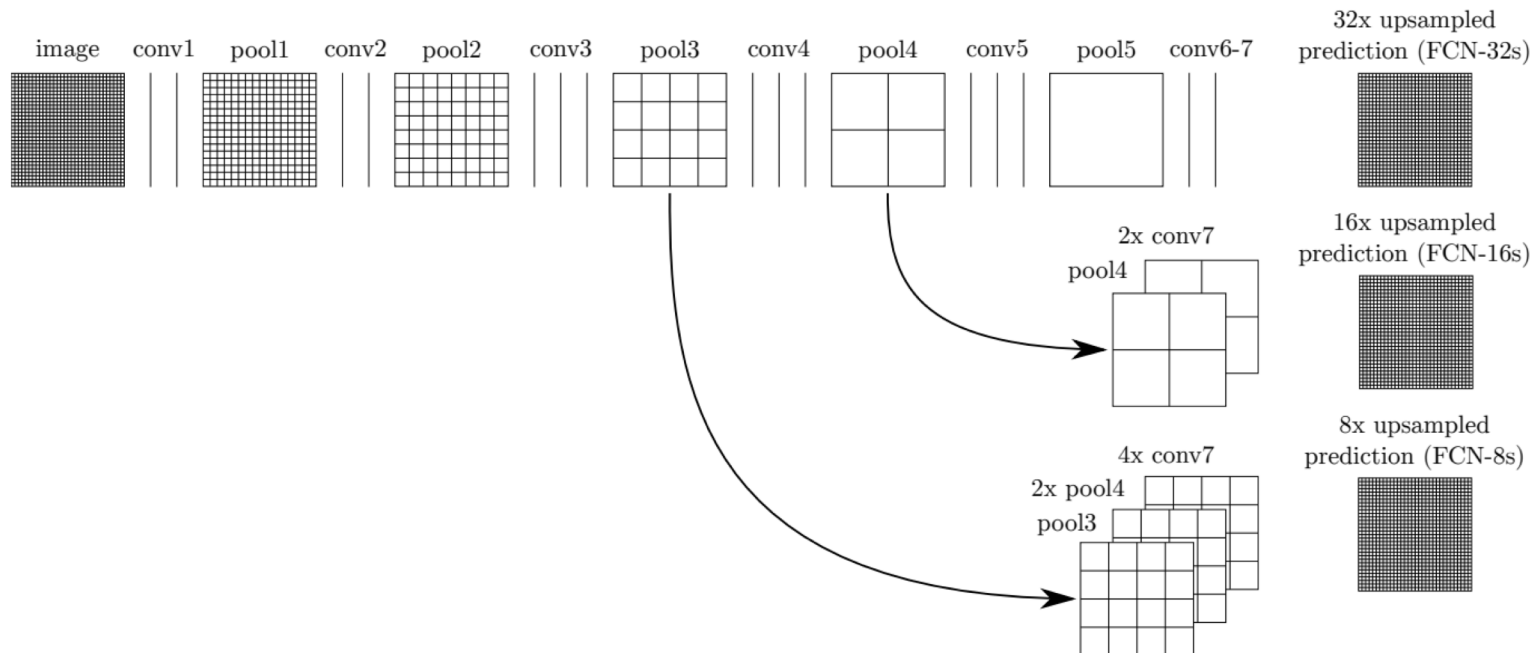 image conv1 pool1 conv2 pool2 conv3 pool3 conv4 pool4 conv5 pool5 conv6-7
32x upsampled
prediction (FCN-32s)
2x conv7
pool4
16x upsampled
prediction (FCN-16s)
4x conv7
2x pool4
pool3
8x upsampled
prediction (FCN-8s)